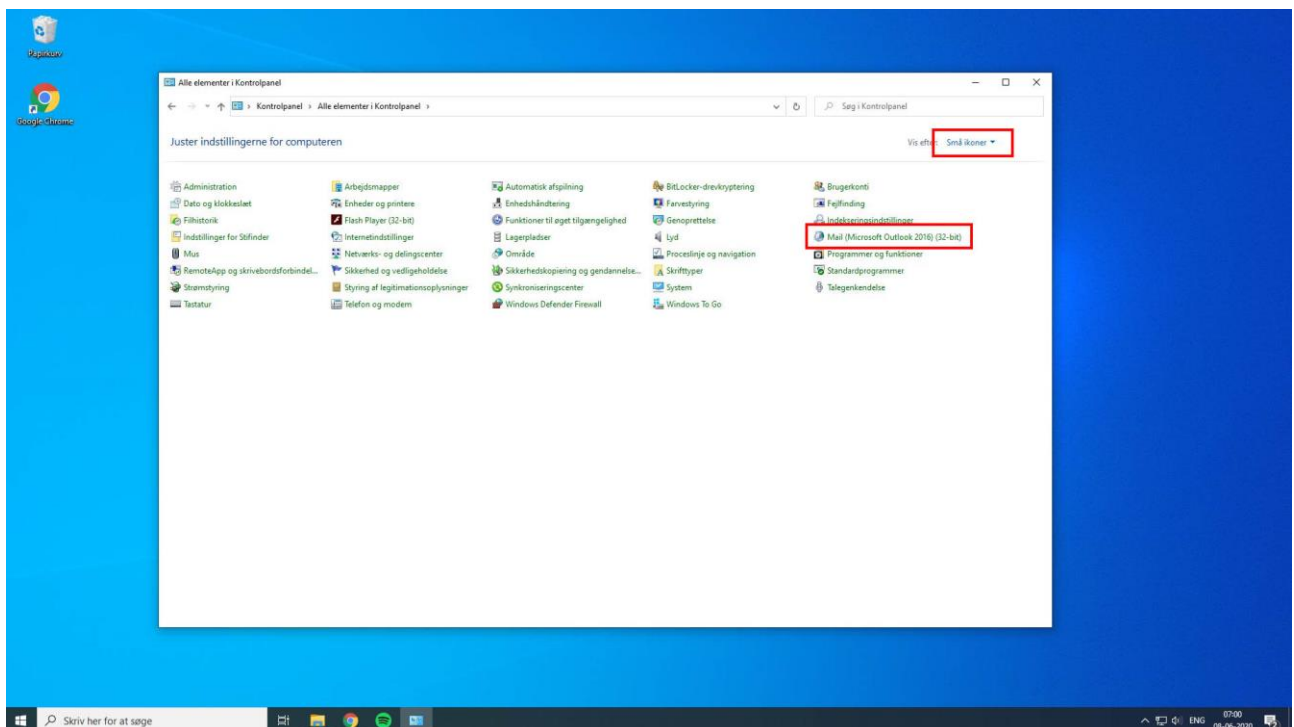 Papirkurv
Google Chrome
Alle elementer i Kontrolpanel
Kontrolpanel › Alle elementer i Kontrolpanel ›
Søg i Kontrolpanel
Juster indstillingerne for computeren
Vis efter: Små ikoner
Administration Arbejdsmapper Automatisk afspilning BitLocker-drevkryptering Brugerkonti
Dato og klokkeslæt Enheder og printere Enhedshåndtering Farvestyring Fejlfinding
Filhistorik Flash Player (32-bit) Funktioner til øget tilgængelighed Genoprettelse Indekseringsindstillinger
Indstillinger for Stifinder Internetindstillinger Lagerpladser Lyd Mail (Microsoft Outlook 2016) (32-bit)
Mus Netværks- og delingscenter Område Proceslinje og navigation Programmer og funktioner
RemoteApp og skrivebordsforbindel... Sikkerhed og vedligeholdelse Sikkerhedskopiering og gendannelse... Skrifttyper Standardprogrammer
Strømstyring Styring af legitimationsoplysninger Synkroniseringscenter System Talegenkendelse
Tastatur Telefon og modem Windows Defender Firewall Windows To Go
Skriv her for at søge
ENG
07:00
08-06-2020